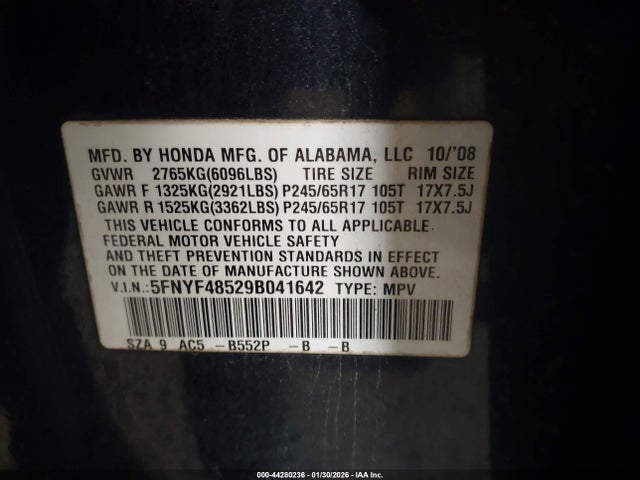 MFD. BY HONDA MFG. OF ALABAMA, LLC 10/'08
GVWR 2765KG(6096LBS) TIRE SIZE RIM SIZE
GAWR F 1325KG(2921LBS) P245/65R17 105T 17X7.5J
GAWR R 1525KG(3362LBS) P245/65R17 105T 17X7.5J
THIS VEHICLE CONFORMS TO ALL APPLICABLE
FEDERAL MOTOR VEHICLE SAFETY
AND THEFT PREVENTION STANDARDS IN EFFECT
ON THE DATE OF MANUFACTURE SHOWN ABOVE.
V.I.N.: 5FNYF48529B041642 TYPE: MPV
SZA 9 AC5 –B552P –B –B
000-44280236 - 01/30/2026 - IAA Inc.